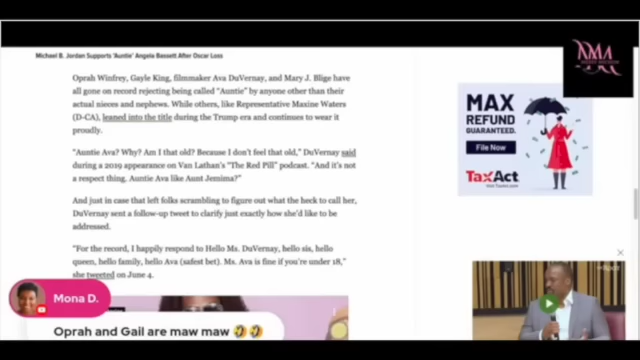 Michael B. Jordan Supports 'Auntie' Angela Bassett After Oscar Loss
Oprah Winfrey, Gayle King, filmmaker Ava DuVernay, and Mary J. Blige have
all gone on record rejecting being called "Auntie" by anyone other than their
actual nieces and nephews. While others, like Representative Maxine Waters
(D-CA), leaned into the title during the Trump era and continues to wear it
proudly.
"Auntie Ava? Why? Am I that old? Because I don't feel that old," DuVernay said
during a 2019 appearance on Van Lathan's "The Red Pill" podcast. "And it's not
a respect thing. Auntie Ava like Aunt Jemima?"
And just in case that left folks scrambling to figure out what the heck to call her,
DuVernay sent a follow-up tweet to clarify just exactly how she'd like to be
addressed.
"For the record, I happily respond to Hello Ms. DuVernay, hello sis, hello
queen, hello family, hello Ava (safest bet). Ms. Ava is fine if you're under 18,"
she tweeted on June 4.
Mona D.
Oprah and Gail are maw maw 🤣🤣
MAX
REFUND
GUARANTEED.
File Now
TaxAct